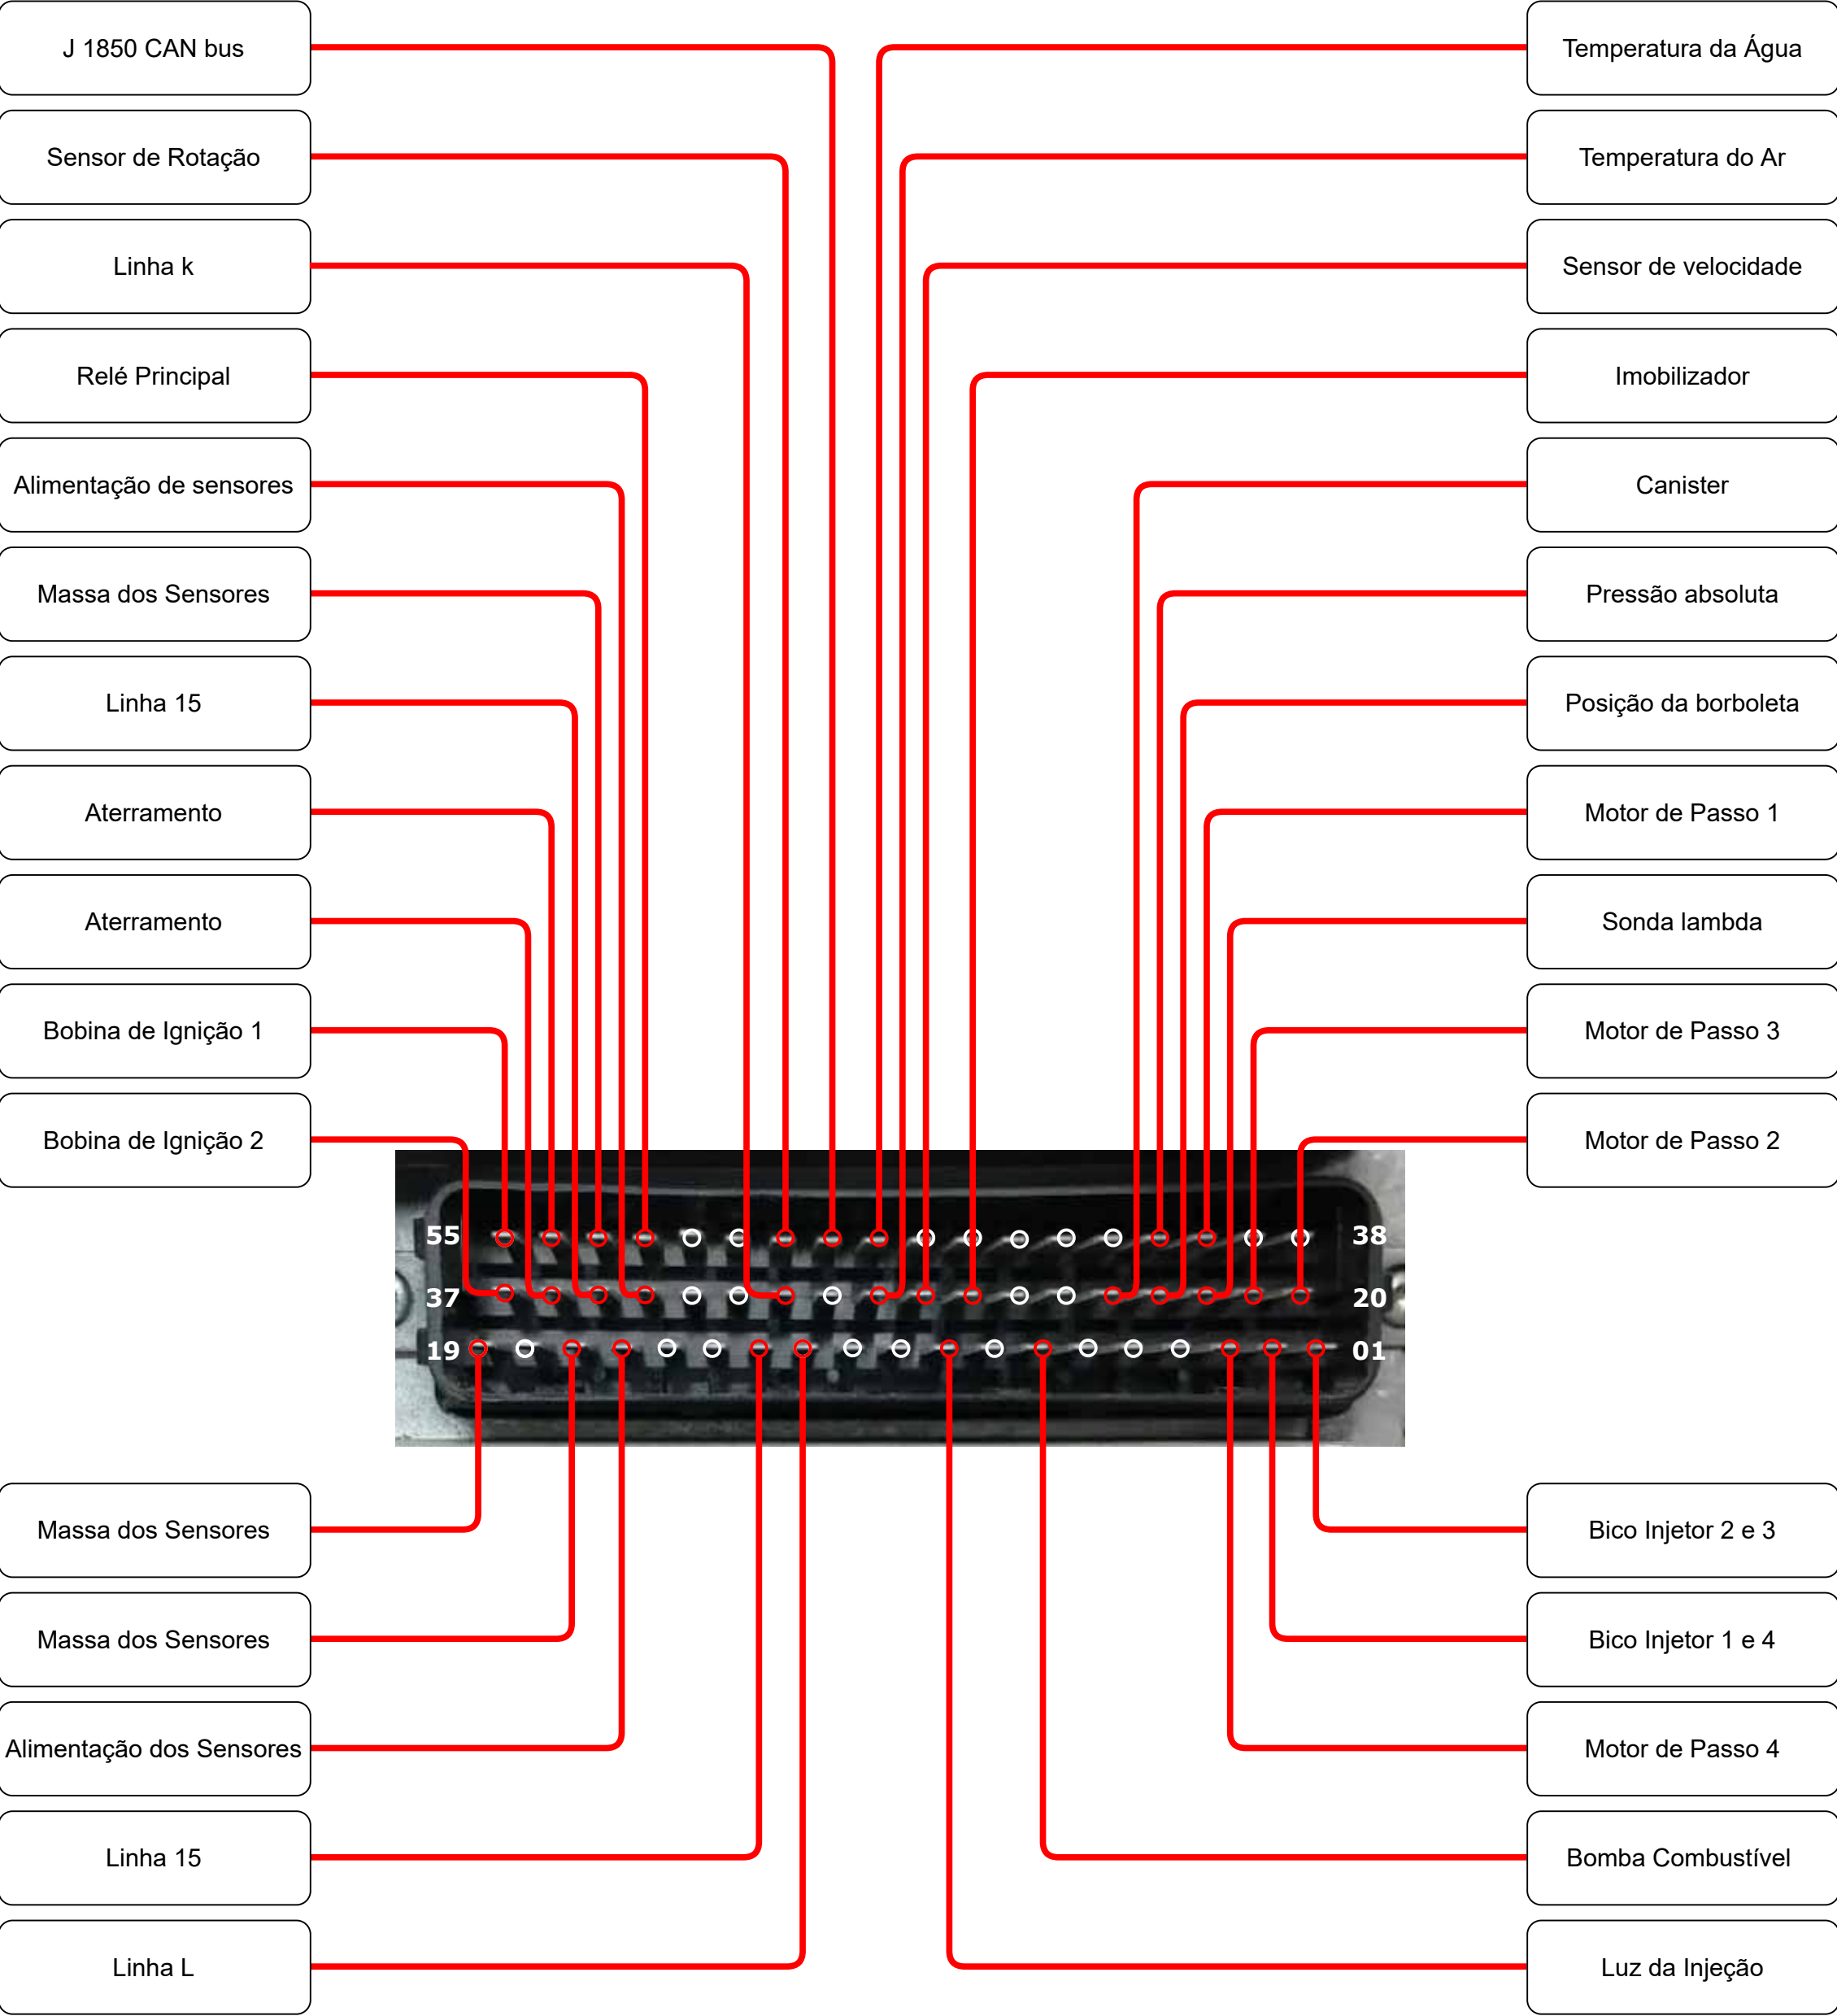 J 1850 CAN bus
Sensor de Rotação
Linha k
Relé Principal
Alimentação de sensores
Massa dos Sensores
Linha 15
Aterramento
Aterramento
Bobina de Ignição 1
Bobina de Ignição 2
Temperatura da Água
Temperatura do Ar
Sensor de velocidade
Imobilizador
Canister
Pressão absoluta
Posição da borboleta
Motor de Passo 1
Sonda lambda
Motor de Passo 3
Motor de Passo 2
55
38
37
20
19
01
Massa dos Sensores
Massa dos Sensores
Alimentação dos Sensores
Linha 15
Linha L
Bico Injetor 2 e 3
Bico Injetor 1 e 4
Motor de Passo 4
Bomba Combustível
Luz da Injeção